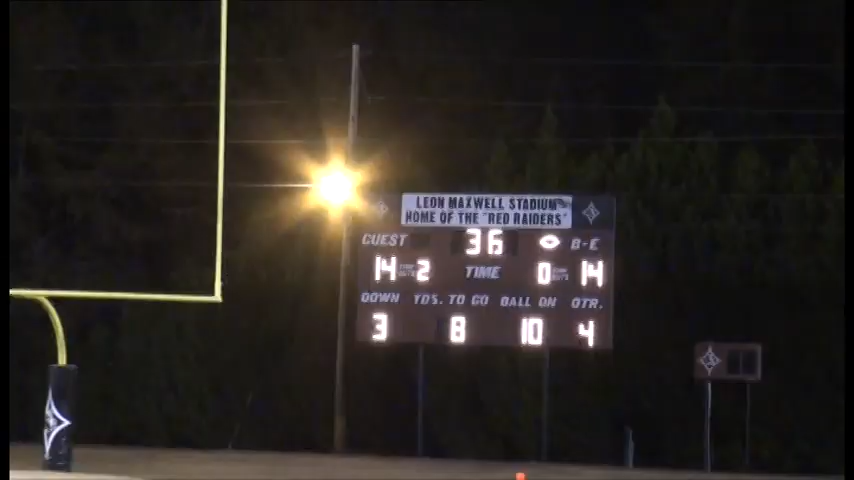 LEON MAXWELL STADIUM
HOME OF THE "RED RAIDERS"
GUEST 36 B-E
14 2 TIME 0 14
DOWN YDS. TO GO BALL ON QTR.
3 8 10 4